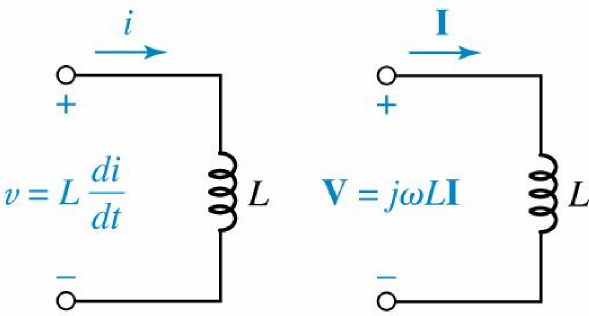 i
+
v = L di/dt
L
−
I
+
V = jωLI
L
−